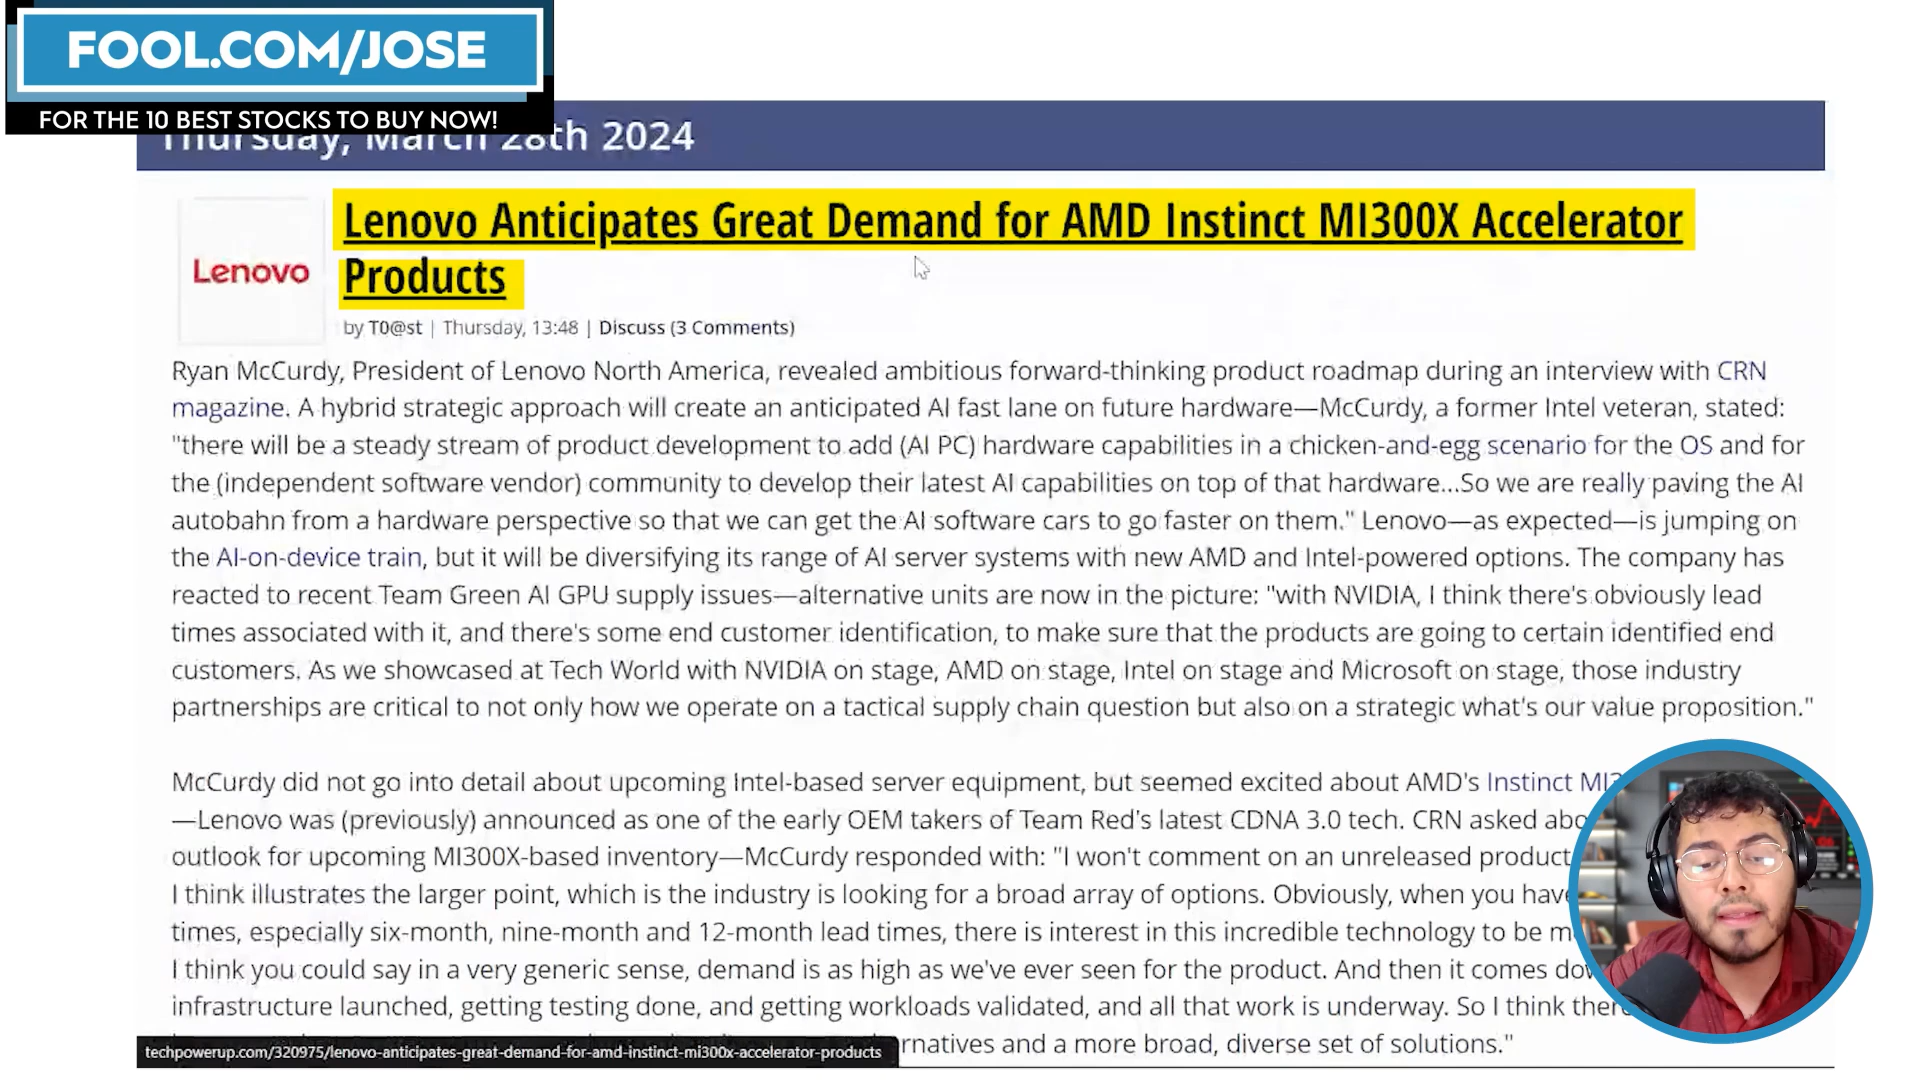 FOOL.COM/JOSE
FOR THE 10 BEST STOCKS TO BUY NOW!
Thursday, March 28th 2024
Lenovo
Lenovo Anticipates Great Demand for AMD Instinct MI300X Accelerator
Products
by T0@st | Thursday, 13:48 | Discuss (3 Comments)
Ryan McCurdy, President of Lenovo North America, revealed ambitious forward-thinking product roadmap during an interview with CRN
magazine. A hybrid strategic approach will create an anticipated AI fast lane on future hardware—McCurdy, a former Intel veteran, stated:
"there will be a steady stream of product development to add (AI PC) hardware capabilities in a chicken-and-egg scenario for the OS and for
the (independent software vendor) community to develop their latest AI capabilities on top of that hardware...So we are really paving the AI
autobahn from a hardware perspective so that we can get the AI software cars to go faster on them." Lenovo—as expected—is jumping on
the AI-on-device train, but it will be diversifying its range of AI server systems with new AMD and Intel-powered options. The company has
reacted to recent Team Green AI GPU supply issues—alternative units are now in the picture: "with NVIDIA, I think there's obviously lead
times associated with it, and there's some end customer identification, to make sure that the products are going to certain identified end
customers. As we showcased at Tech World with NVIDIA on stage, AMD on stage, Intel on stage and Microsoft on stage, those industry
partnerships are critical to not only how we operate on a tactical supply chain question but also on a strategic what's our value proposition."
McCurdy did not go into detail about upcoming Intel-based server equipment, but seemed excited about AMD's Instinct
—Lenovo was (previously) announced as one of the early OEM takers of Team Red's latest CDNA 3.0 tech. CRN asked
outlook for upcoming MI300X-based inventory—McCurdy responded with: "I won't comment on an unreleased product
I think illustrates the larger point, which is the industry is looking for a broad array of options. Obviously, when you have
times, especially six-month, nine-month and 12-month lead times, there is interest in this incredible technology to be
I think you could say in a very generic sense, demand is as high as we've ever seen for the product. And then it comes
infrastructure launched, getting testing done, and getting workloads validated, and all that work is underway. So I think
and a more broad, diverse set of solutions."
techpowerup.com/320975/lenovo-anticipates-great-demand-for-amd-instinct-mi300x-accelerator-products